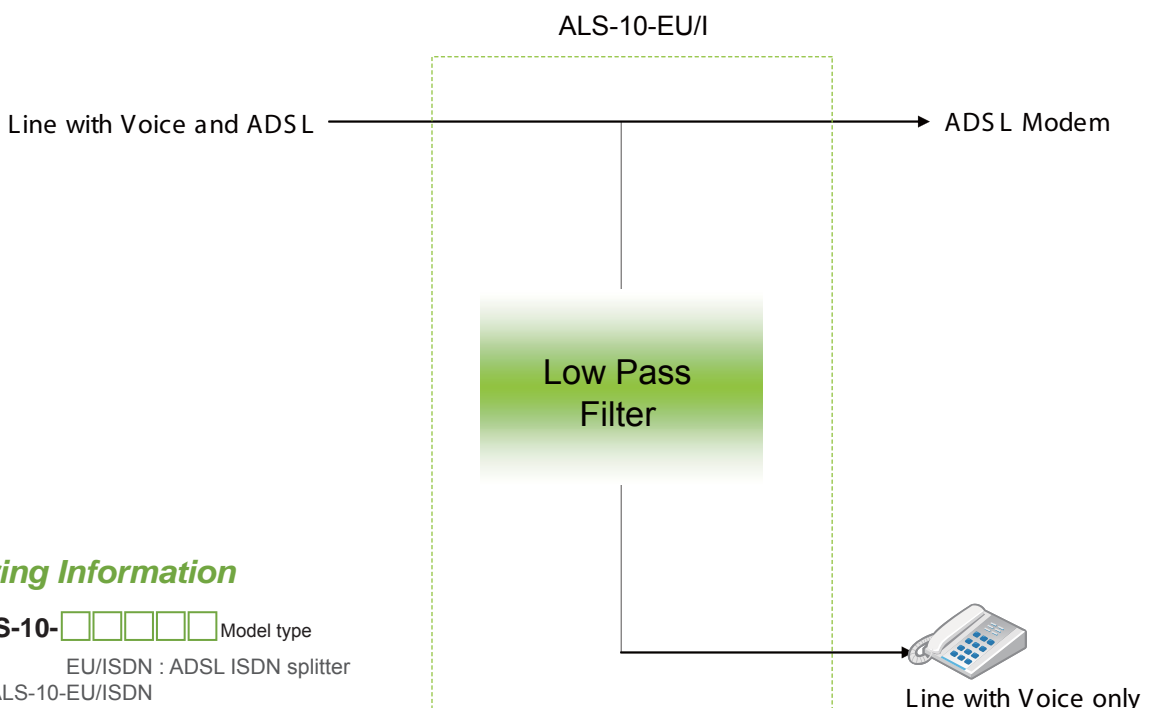 ALS-10-EU/I
Line with Voice and ADSL
ADSL Modem
Low Pass
Filter
ing Information
S-10-□□□□□ Model type
EU/ISDN : ADSL ISDN splitter
LS-10-EU/ISDN
Line with Voice only